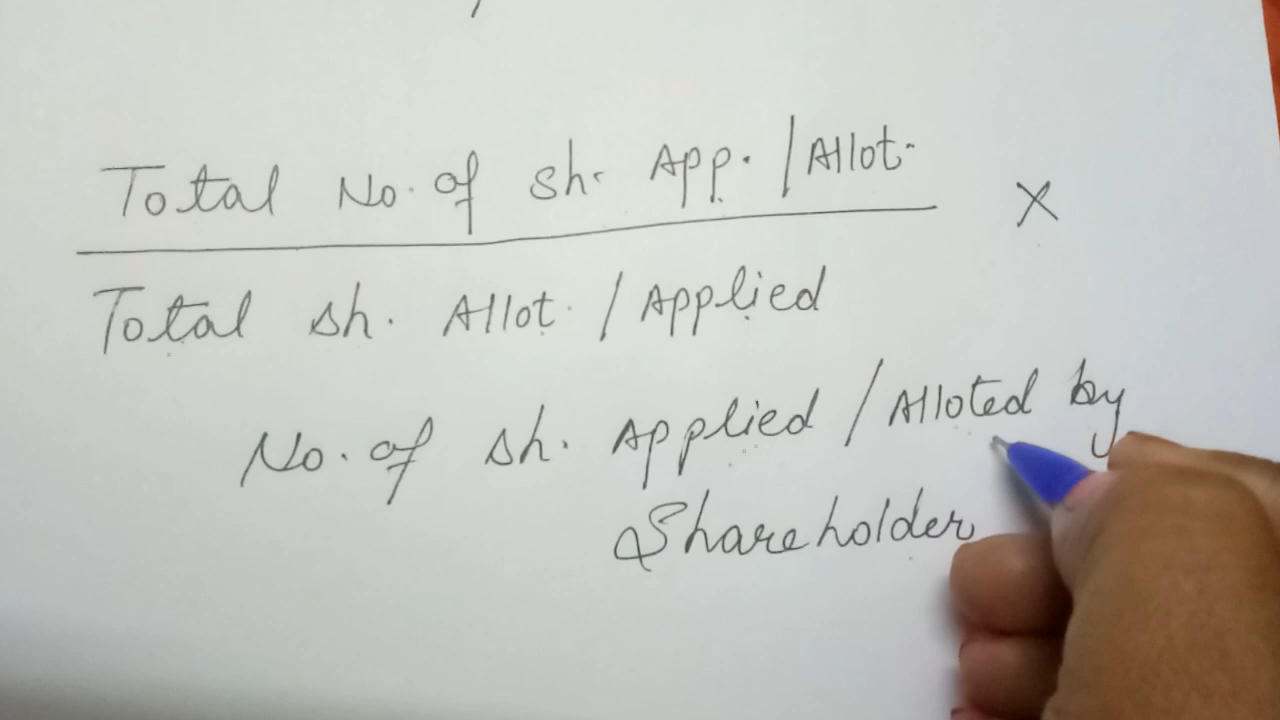 Total No. of sh. App. / Allot.
X
Total sh. Allot. / Applied
No. of sh. Applied / Alloted by
Shareholder